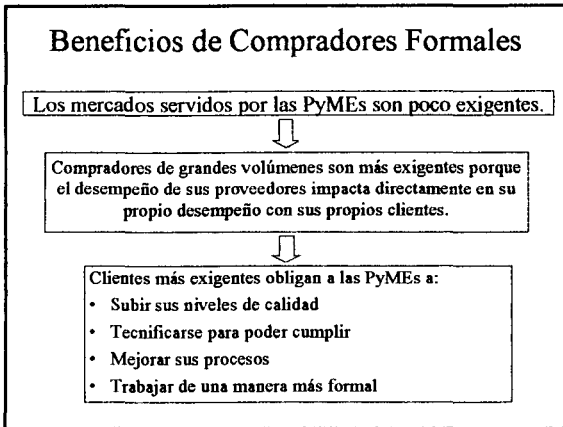 Beneficios de Compradores Formales
Los mercados servidos por las PyMEs son poco exigentes.
Compradores de grandes volúmenes son más exigentes porque
el desempeño de sus proveedores impacta directamente en su
propio desempeño con sus propios clientes.
Clientes más exigentes obligan a las PyMEs a:
• Subir sus niveles de calidad
• Tecnificarse para poder cumplir
• Mejorar sus procesos
• Trabajar de una manera más formal